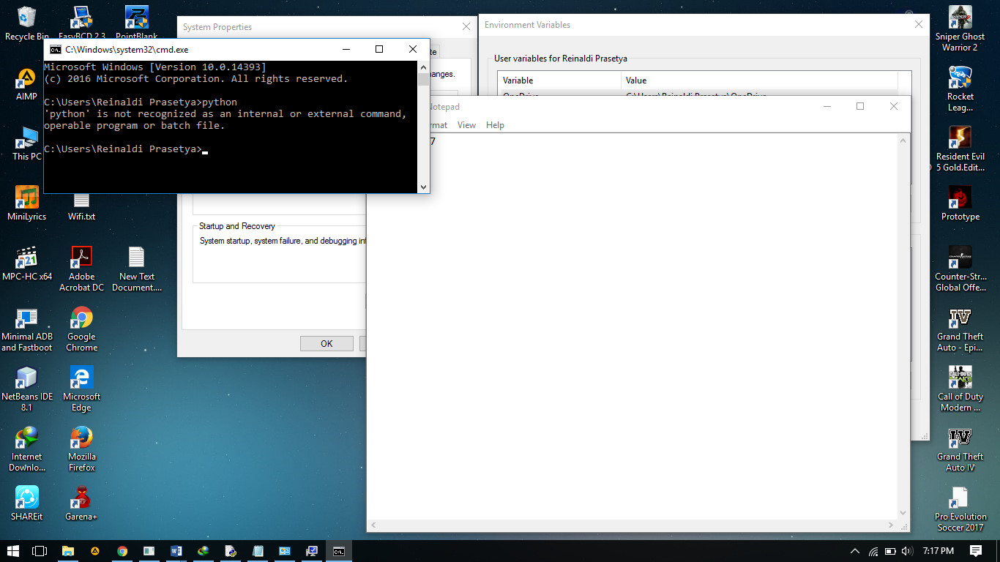 Recycle Bin
EasyBCD 2.3
PointBlank
AIMP
This PC
MiniLyrics
Wifi.txt
MPC-HC x64
Adobe
Acrobat DC
New Text
Document....
Minimal ADB
and Fastboot
Google
Chrome
NetBeans IDE
8.1
Microsoft
Edge
Internet
Downlo...
Mozilla
Firefox
SHAREit
Garena+
System Properties
C:\Windows\system32\cmd.exe
Microsoft Windows [Version 10.0.14393]
(c) 2016 Microsoft Corporation. All rights reserved.
C:\Users\Reinaldi Prasetya>python
'python' is not recognized as an internal or external command,
operable program or batch file.
C:\Users\Reinaldi Prasetya>
Startup and Recovery
System startup, system failure, and debugging inf
OK
Environment Variables
User variables for Reinaldi Prasetya
Variable Value
OneDrive C:\Users\Reinaldi Prasetya\OneDrive
Notepad
rmat View Help
7
Sniper Ghost
Warrior 2
Rocket
Leag...
Resident Evil
5 Gold.Edit...
Prototype
Counter-Str...
Global Offe...
Grand Theft
Auto - Epi...
Call of Duty
Modern ...
Grand Theft
Auto IV
Pro Evolution
Soccer 2017
7:17 PM